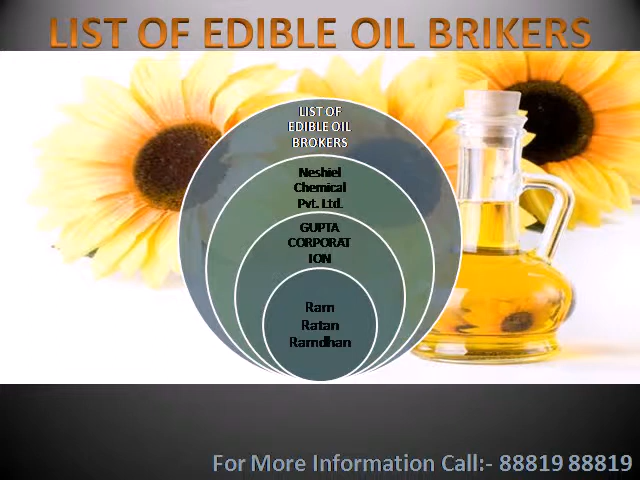 LIST OF EDIBLE OIL BRIKERS
LIST OF
EDIBLE OIL
BROKERS
Neshiel
Chemical
Pvt. Ltd.
GUPTA
CORPORAT
ION
Ram
Ratan
Ramdhan
For More Information Call:- 88819 88819